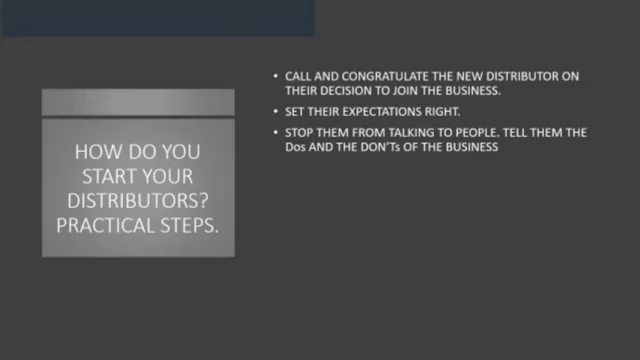 HOW DO YOU
START YOUR
DISTRIBUTORS?
PRACTICAL STEPS.
• CALL AND CONGRATULATE THE NEW DISTRIBUTOR ON
THEIR DECISION TO JOIN THE BUSINESS.
• SET THEIR EXPECTATIONS RIGHT.
• STOP THEM FROM TALKING TO PEOPLE. TELL THEM THE
Dos AND THE DON'Ts OF THE BUSINESS